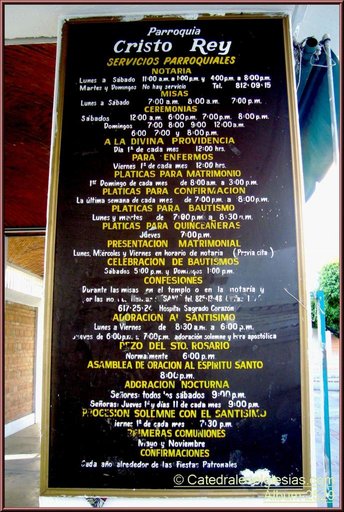 Parroquia
Cristo Rey
SERVICIOS PARROQUIALES
NOTARIA
Lunes a Sábado 11:00 a.m. a 1:00 p.m. y 4:00 p.m. a 8:00 p.m.
Martes y Domingos No hay servicio Tel. 812-09-15
MISAS
Lunes a Sábado 7:00 a.m. 8:00 a.m. 7:00 p.m.
CEREMONIAS
Sábados 12:00 a.m. 6:00 p.m. 7:00 p.m. 8:00 p.m.
Domingos 7:00 8:00 9:00 12:00 a.m.
6:00 7:00 y 8:00 p.m.
A LA DIVINA PROVIDENCIA
Día 1º de cada mes 12:00 hrs.
PARA ENFERMOS
Viernes 1º de cada mes 12:00 hrs.
PLATICAS PARA MATRIMONIO
1er Domingo de cada mes de 8:00 a.m. a 3:00 p.m.
PLATICAS PARA CONFIRMACION
La última semana de cada mes de 7:00 p.m. a 8:00 p.m.
PLATICAS PARA BAUTISMO
Lunes y martes de 7:00 p.m. a 8:30 p.m.
PLATICAS PARA QUINCEAÑERAS
Jueves 7:00 p.m.
PRESENTACION MATRIMONIAL
Lunes, Miércoles y Viernes en horario de notaría (Previa cita)
CELEBRACION DE BAUTISMOS
Sábados 5:00 p.m. y Domingos 1:00 p.m.
CONFESIONES
Durante las misas en el templo o en la notaría y
por las
617-25-24 Hospital Sagrado Corazón
ADORACION AL SANTISIMO
Lunes a Viernes de 8:30 a.m. a 6:00 p.m.
Jueves de 6:00 p.m. a 7:00 p.m. adoración solemne y hora apostólica
REZO DEL STO. ROSARIO
Normalmente 6:00 p.m.
ASAMBLEA DE ORACION AL ESPIRITU SANTO
8:00 p.m.
ADORACION NOCTURNA
Señores: todos los sábados 9:00 p.m.
Señoras: Jueves 1º y días 11 de cada mes 9:00 p.m.
PROCESION SOLEMNE CON EL SANTISIMO
1º de cada mes 7:30 p.m.
PRIMERAS COMUNIONES
Mayo y Noviembre
CONFIRMACIONES
Cada año alrededor de las Fiestas Patronales
© CatedralesIglesias.com
Album